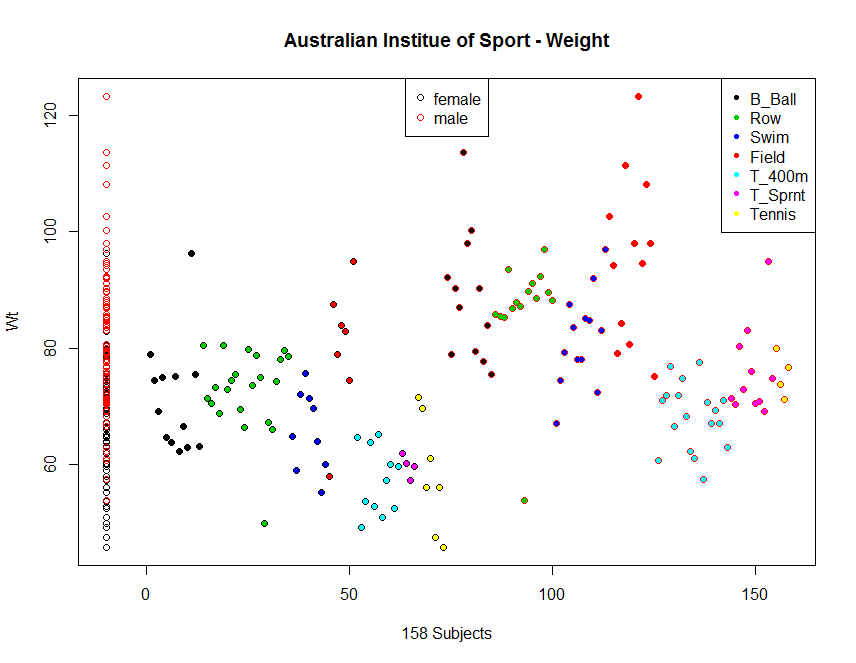 Australian Institue of Sport - Weight
female
male
B_Ball
Row
Swim
Field
T_400m
T_Sprnt
Tennis
120
100
80
60
Wt
0 50 100 150
158 Subjects